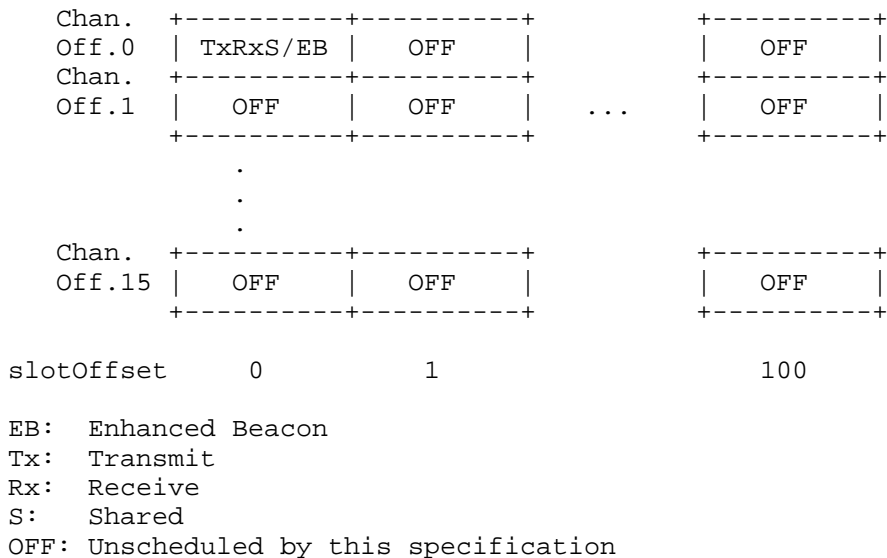 Chan.  +----------+----------+          +----------+
   Off.0  | TxRxS/EB |   OFF    |          |   OFF    |
   Chan.  +----------+----------+          +----------+
   Off.1  |   OFF    |   OFF    |   ...    |   OFF    |
          +----------+----------+          +----------+
              .
              .
              .
   Chan.  +----------+----------+          +----------+
   Off.15 |   OFF    |   OFF    |          |   OFF    |
          +----------+----------+          +----------+

slotOffset     0          1                    100

EB:  Enhanced Beacon
Tx:  Transmit
Rx:  Receive
S:   Shared
OFF: Unscheduled by this specification